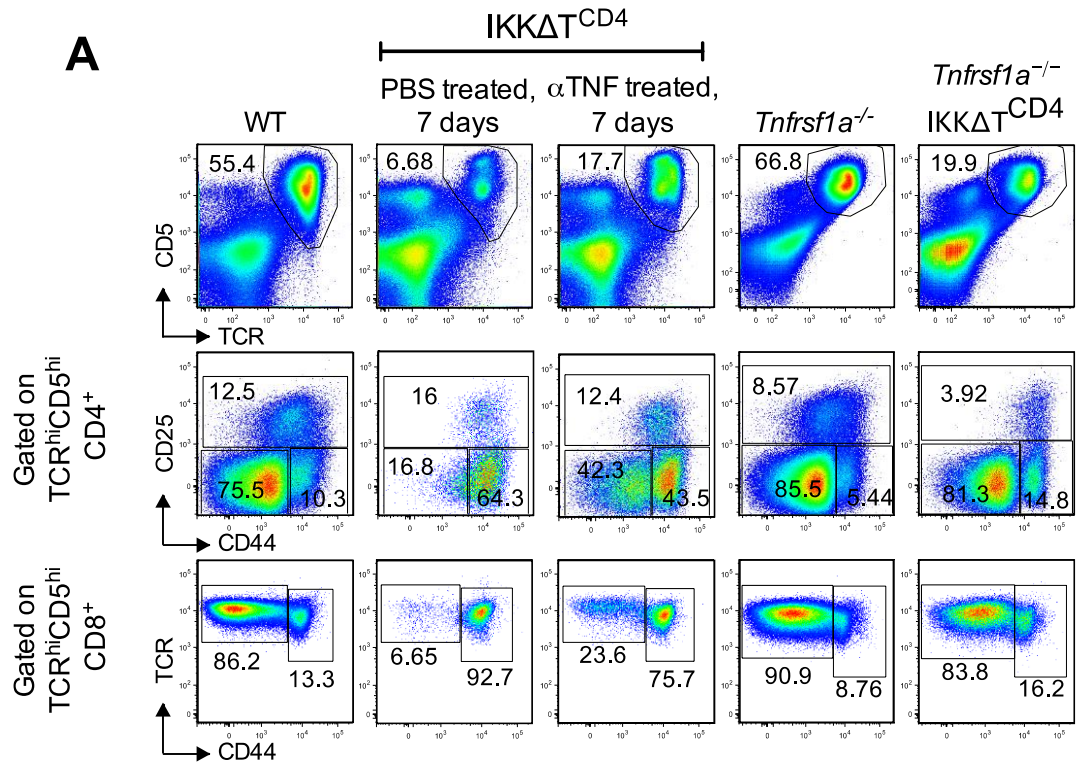 A
IKKΔT^CD4
WT
PBS treated, 7 days
αTNF treated, 7 days
Tnfrsf1a^-/-
Tnfrsf1a^−/−
IKKΔT^CD4
55.4
6.68
17.7
66.8
19.9
CD5
TCR
Gated on
TCR^hiCD5^hi
CD4^+
12.5
16
12.4
8.57
3.92
75.5
10.3
16.8
64.3
42.3
43.5
85.5
5.44
81.3
14.8
CD25
CD44
Gated on
TCR^hiCD5^hi
CD8^+
86.2
13.3
6.65
92.7
23.6
75.7
90.9
8.76
83.8
16.2
TCR
CD44